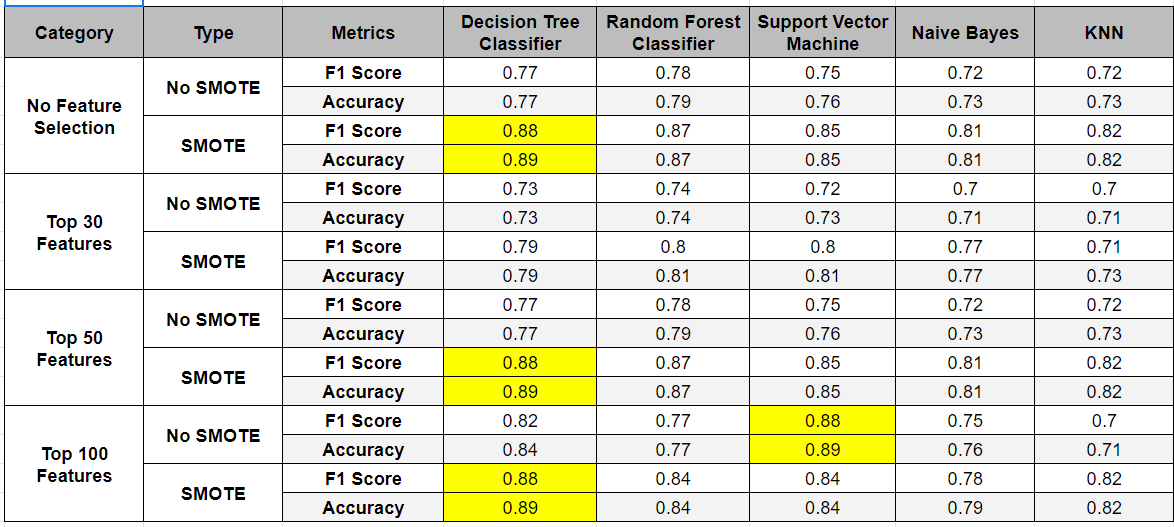 Category Type Metrics Decision Tree Classifier Random Forest Classifier Support Vector Machine Naive Bayes KNN
No Feature Selection No SMOTE F1 Score 0.77 0.78 0.75 0.72 0.72
Accuracy 0.77 0.79 0.76 0.73 0.73
SMOTE F1 Score 0.88 0.87 0.85 0.81 0.82
Accuracy 0.89 0.87 0.85 0.81 0.82
Top 30 Features No SMOTE F1 Score 0.73 0.74 0.72 0.7 0.7
Accuracy 0.73 0.74 0.73 0.71 0.71
SMOTE F1 Score 0.79 0.8 0.8 0.77 0.71
Accuracy 0.79 0.81 0.81 0.77 0.73
Top 50 Features No SMOTE F1 Score 0.77 0.78 0.75 0.72 0.72
Accuracy 0.77 0.79 0.76 0.73 0.73
SMOTE F1 Score 0.88 0.87 0.85 0.81 0.82
Accuracy 0.89 0.87 0.85 0.81 0.82
Top 100 Features No SMOTE F1 Score 0.82 0.77 0.88 0.75 0.7
Accuracy 0.84 0.77 0.89 0.76 0.71
SMOTE F1 Score 0.88 0.84 0.84 0.78 0.82
Accuracy 0.89 0.84 0.84 0.79 0.82